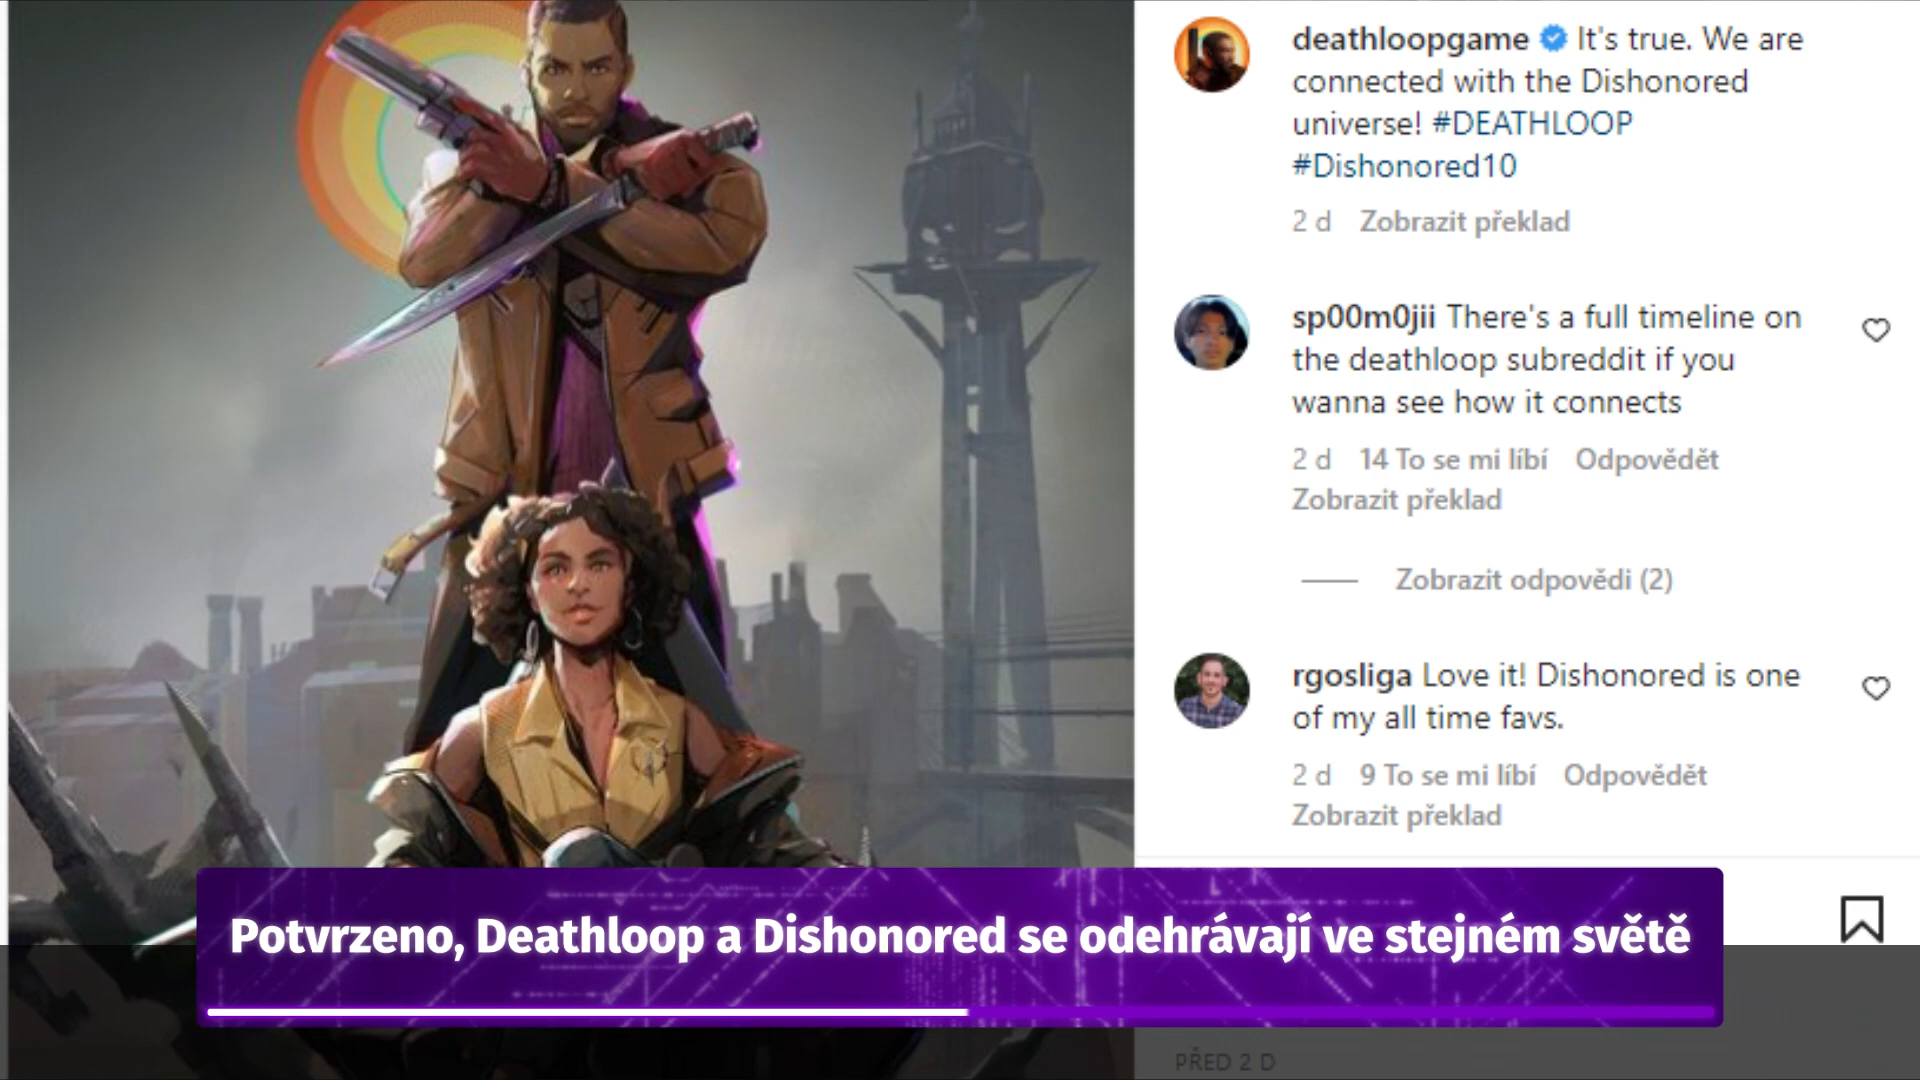 deathloopgame It's true. We are
connected with the Dishonored
universe! #DEATHLOOP
#Dishonored10
2 d Zobrazit překlad
sp00m0jii There's a full timeline on
the deathloop subreddit if you
wanna see how it connects
2 d 14 To se mi líbí Odpovědět
Zobrazit překlad
Zobrazit odpovědi (2)
rgosliga Love it! Dishonored is one
of my all time favs.
2 d 9 To se mi líbí Odpovědět
Zobrazit překlad
Potvrzeno, Deathloop a Dishonored se odehrávají ve stejném světě
PŘED 2 D